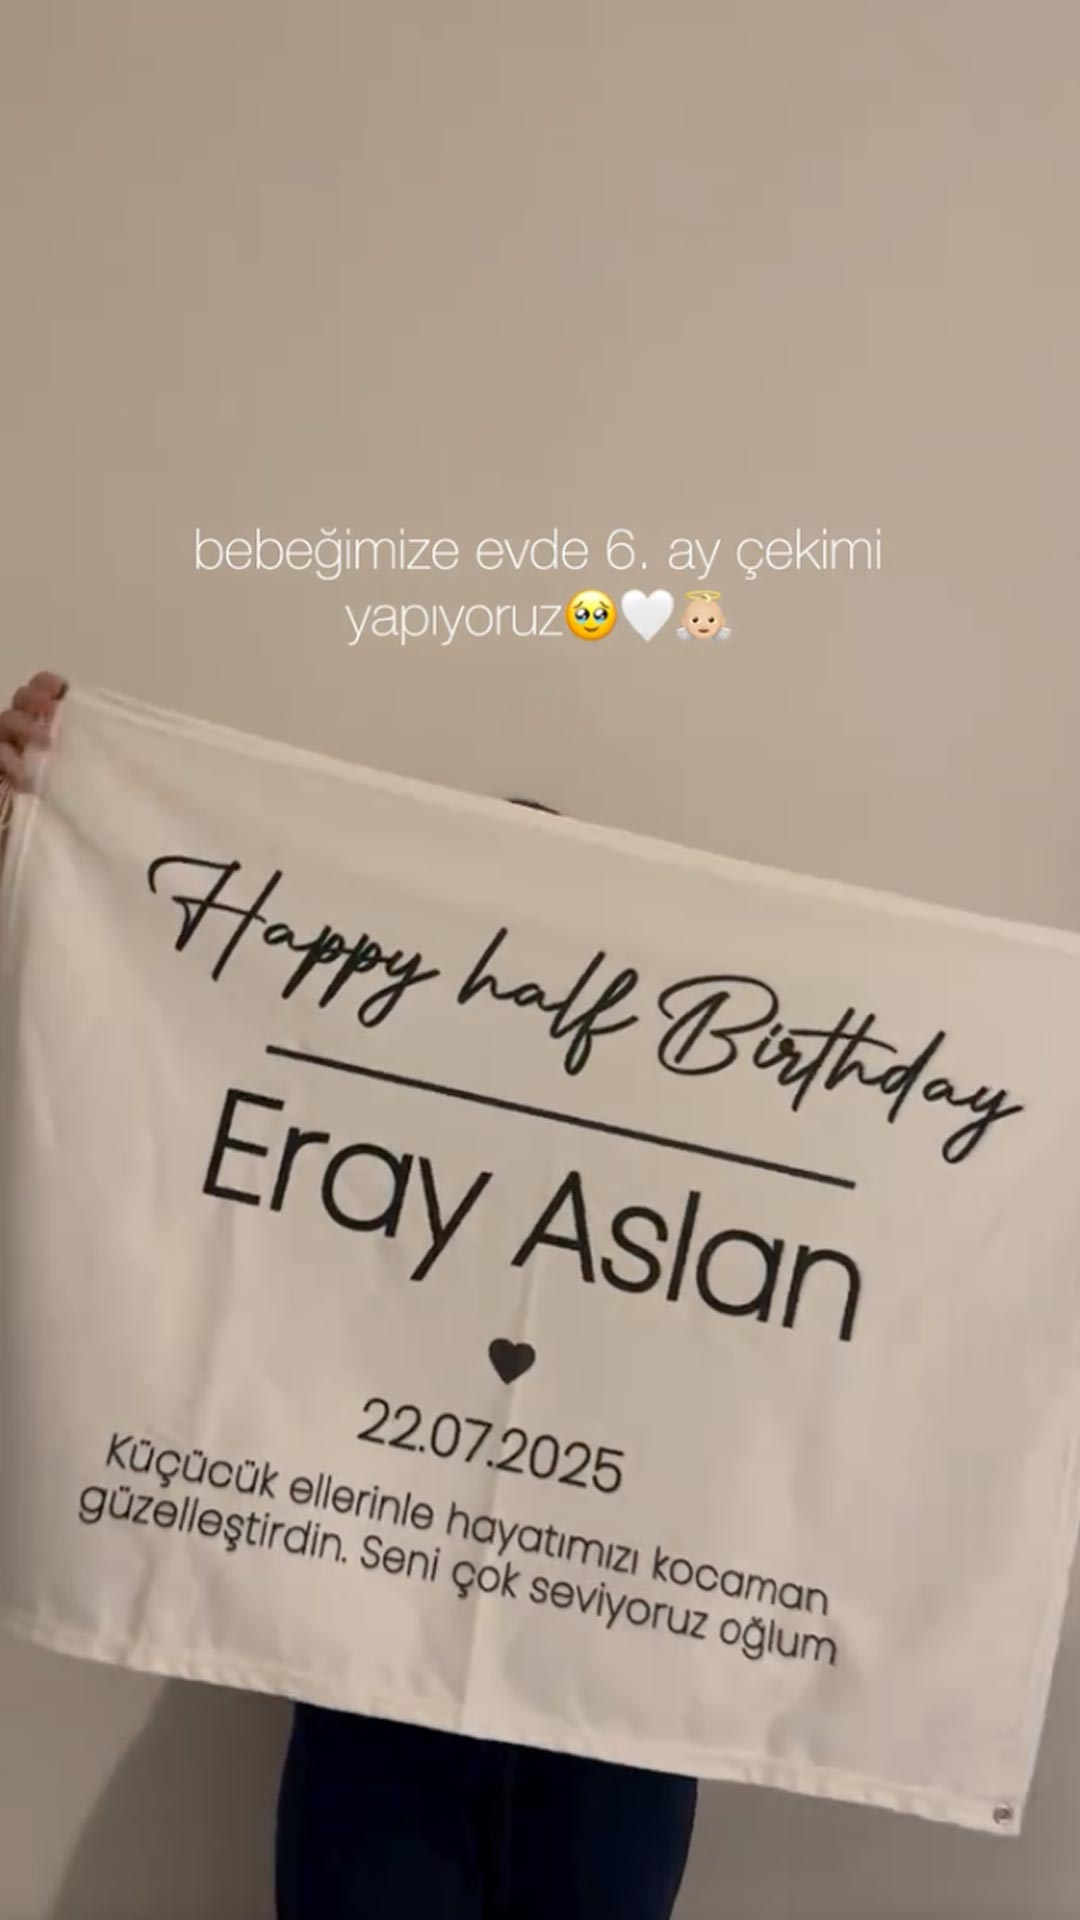 bebeğimize evde 6. ay çekimi
yapıyoruz🥹🤍👼🏼
Happy half Birthday
Eray Aslan
🖤
22.07.2025
Küçücük ellerinle hayatımızı kocaman
güzelleştirdin. Seni çok seviyoruz oğlum